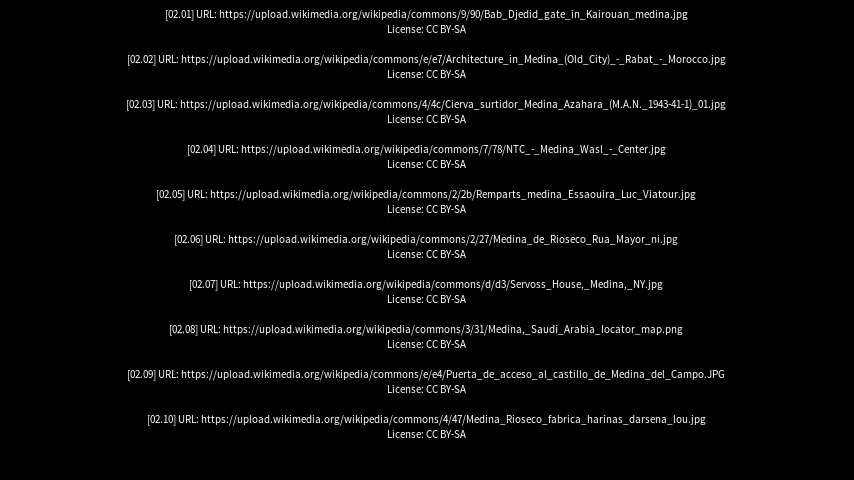 [02.01] URL: https://upload.wikimedia.org/wikipedia/commons/9/90/Bab_Djedid_gate_in_Kairouan_medina.jpg
License: CC BY-SA
[02.02] URL: https://upload.wikimedia.org/wikipedia/commons/e/e7/Architecture_in_Medina_(Old_City)_-_Rabat_-_Morocco.jpg
License: CC BY-SA
[02.03] URL: https://upload.wikimedia.org/wikipedia/commons/4/4c/Cierva_surtidor_Medina_Azahara_(M.A.N._1943-41-1)_01.jpg
License: CC BY-SA
[02.04] URL: https://upload.wikimedia.org/wikipedia/commons/7/78/NTC_-_Medina_Wasl_-_Center.jpg
License: CC BY-SA
[02.05] URL: https://upload.wikimedia.org/wikipedia/commons/2/2b/Remparts_medina_Essaouira_Luc_Viatour.jpg
License: CC BY-SA
[02.06] URL: https://upload.wikimedia.org/wikipedia/commons/2/27/Medina_de_Rioseco_Rua_Mayor_ni.jpg
License: CC BY-SA
[02.07] URL: https://upload.wikimedia.org/wikipedia/commons/d/d3/Servoss_House,_Medina,_NY.jpg
License: CC BY-SA
[02.08] URL: https://upload.wikimedia.org/wikipedia/commons/3/31/Medina,_Saudi_Arabia_locator_map.png
License: CC BY-SA
[02.09] URL: https://upload.wikimedia.org/wikipedia/commons/e/e4/Puerta_de_acceso_al_castillo_de_Medina_del_Campo.JPG
License: CC BY-SA
[02.10] URL: https://upload.wikimedia.org/wikipedia/commons/4/47/Medina_Rioseco_fabrica_harinas_darsena_lou.jpg
License: CC BY-SA